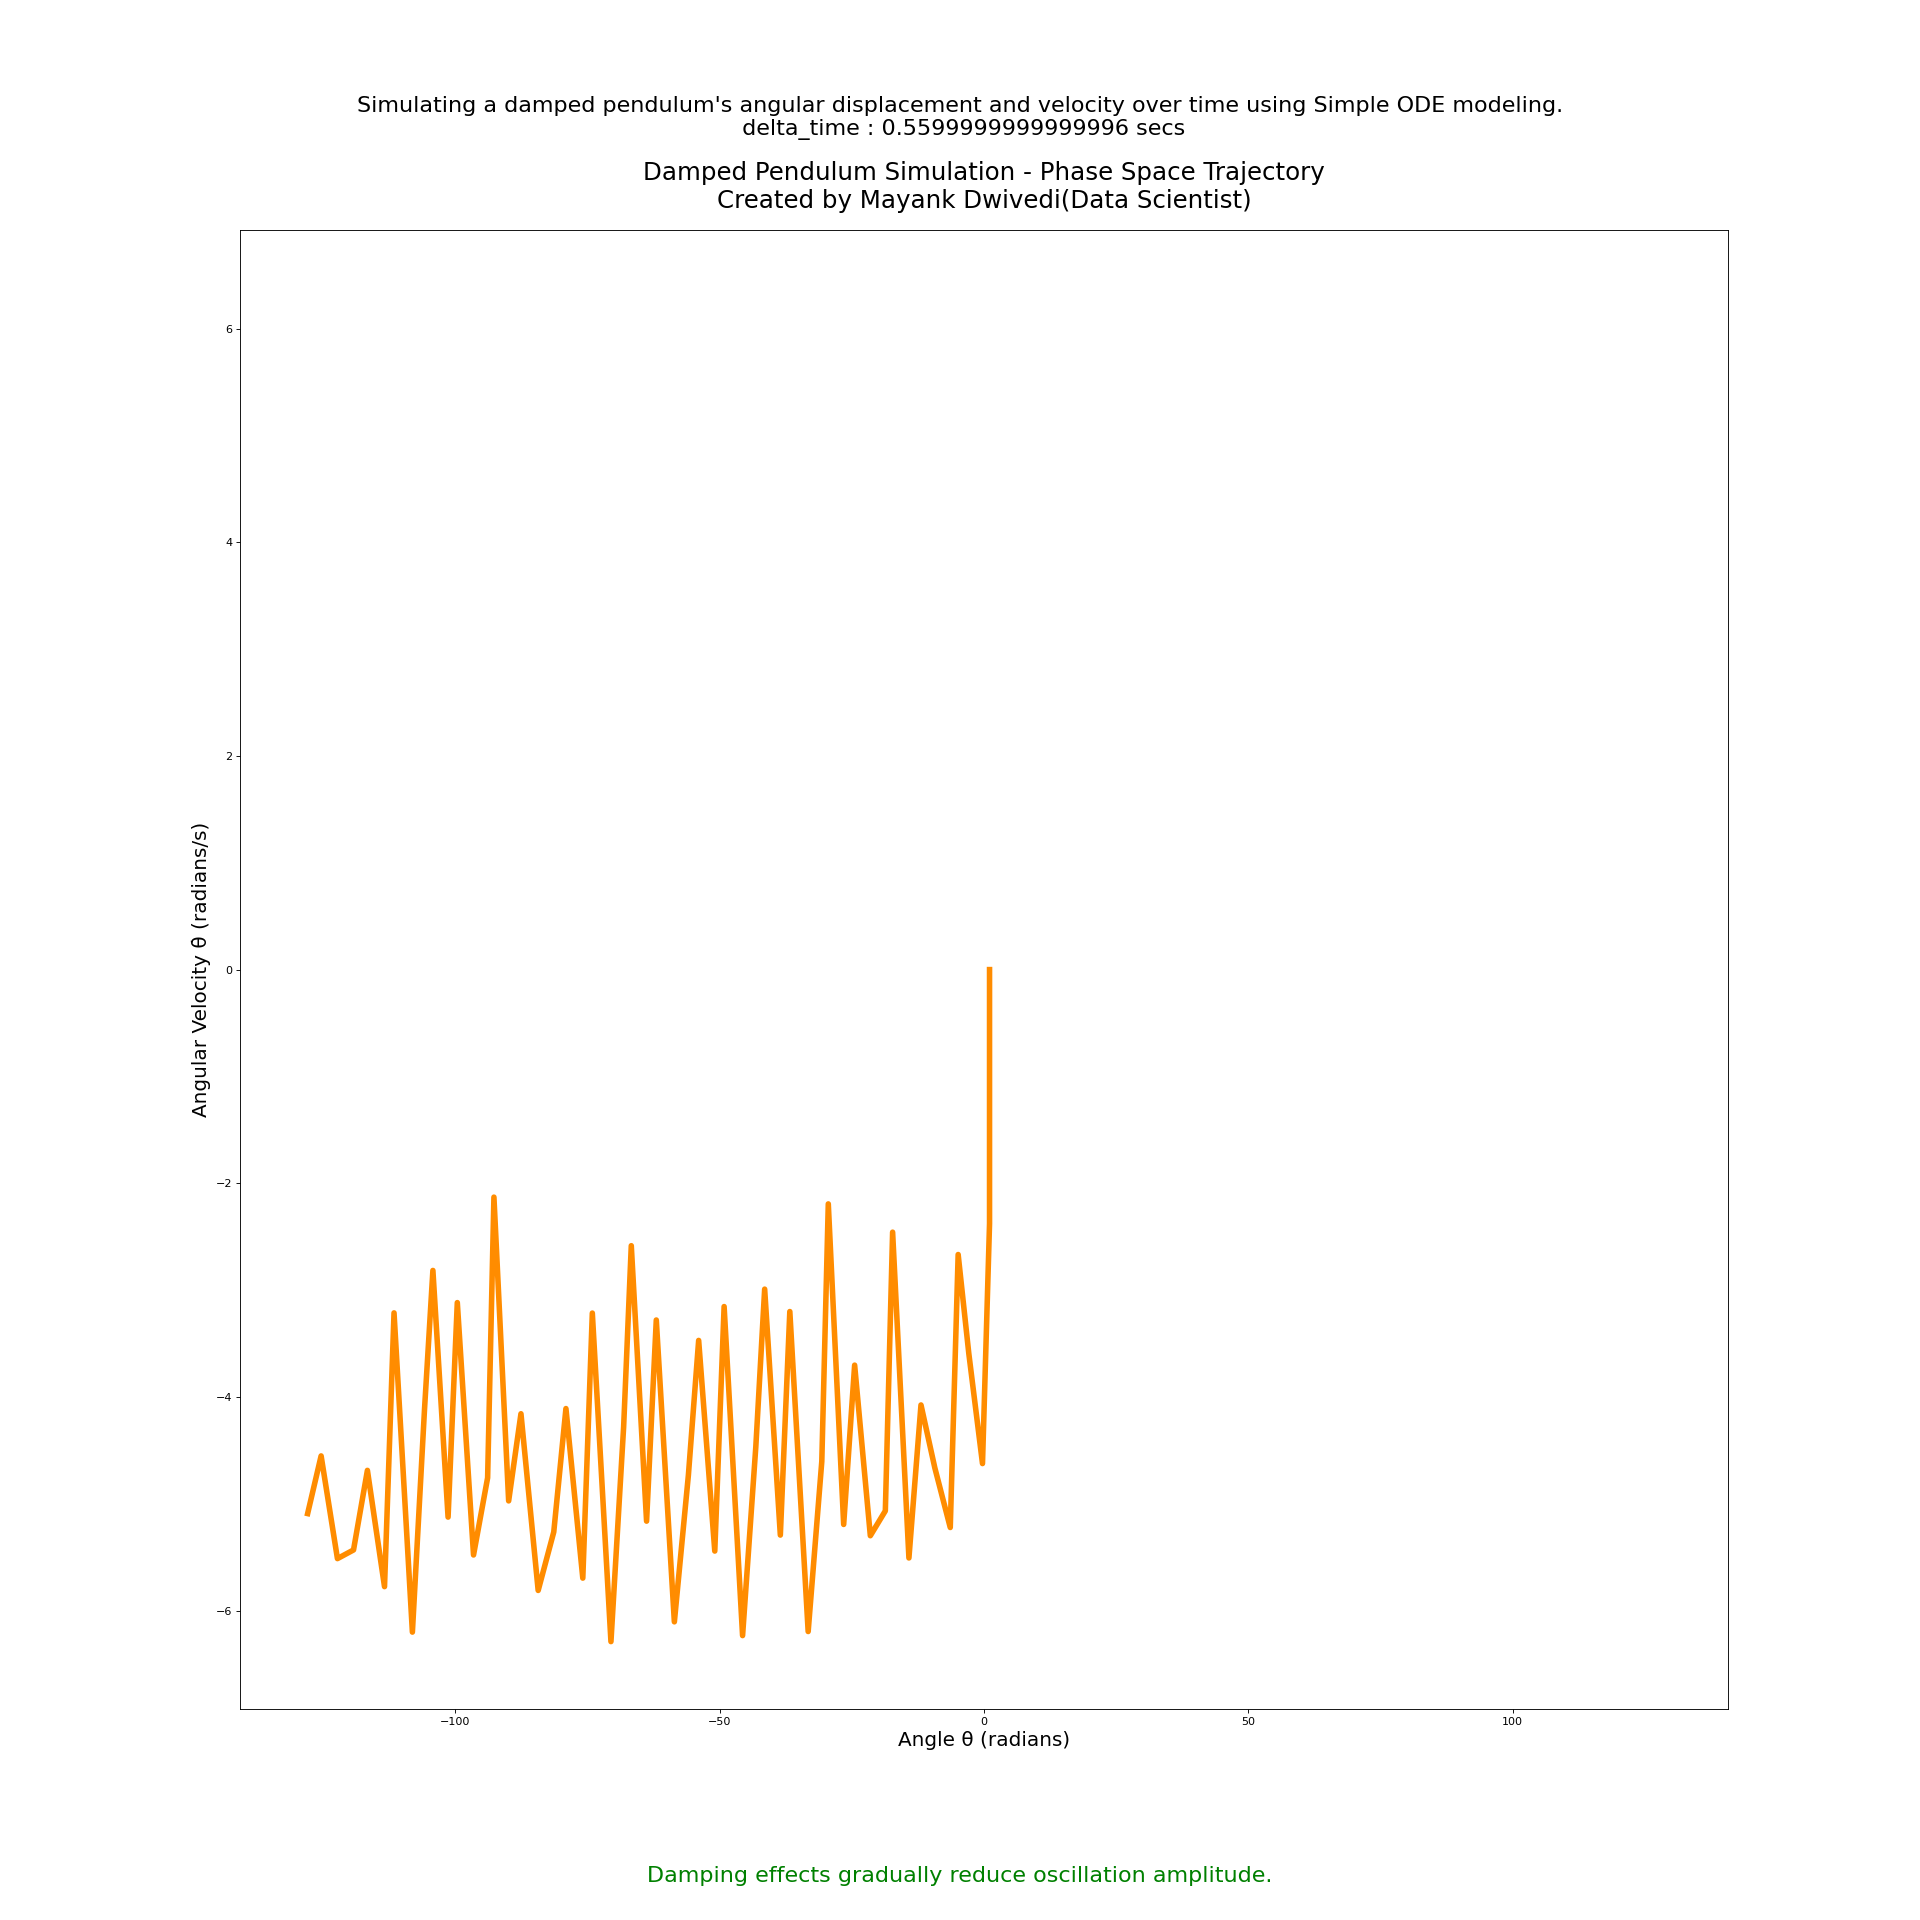 Simulating a damped pendulum's angular displacement and velocity over time using Simple ODE modeling.
delta_time : 0.5599999999999996 secs
Damped Pendulum Simulation - Phase Space Trajectory
Created by Mayank Dwivedi(Data Scientist)
6
4
2
0
−2
−4
−6
Angular Velocity θ (radians/s)
−100
−50
0
50
100
Angle θ (radians)
Damping effects gradually reduce oscillation amplitude.